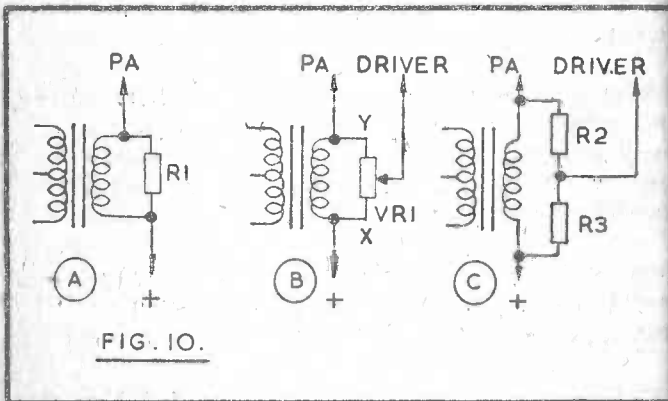 PA
R1
A
+
PA DRIVER
Y
VR1
X
B
+
PA DRIVER
R2
R3
C
+
FIG. 10.